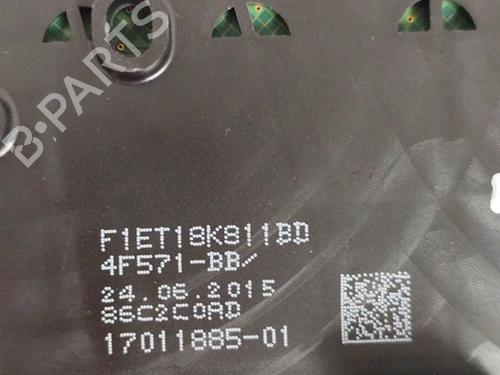 B-PARTS
F1ET18K811BD
4F571-BB/
24.06.2015
86C2C0AD
17011885-01